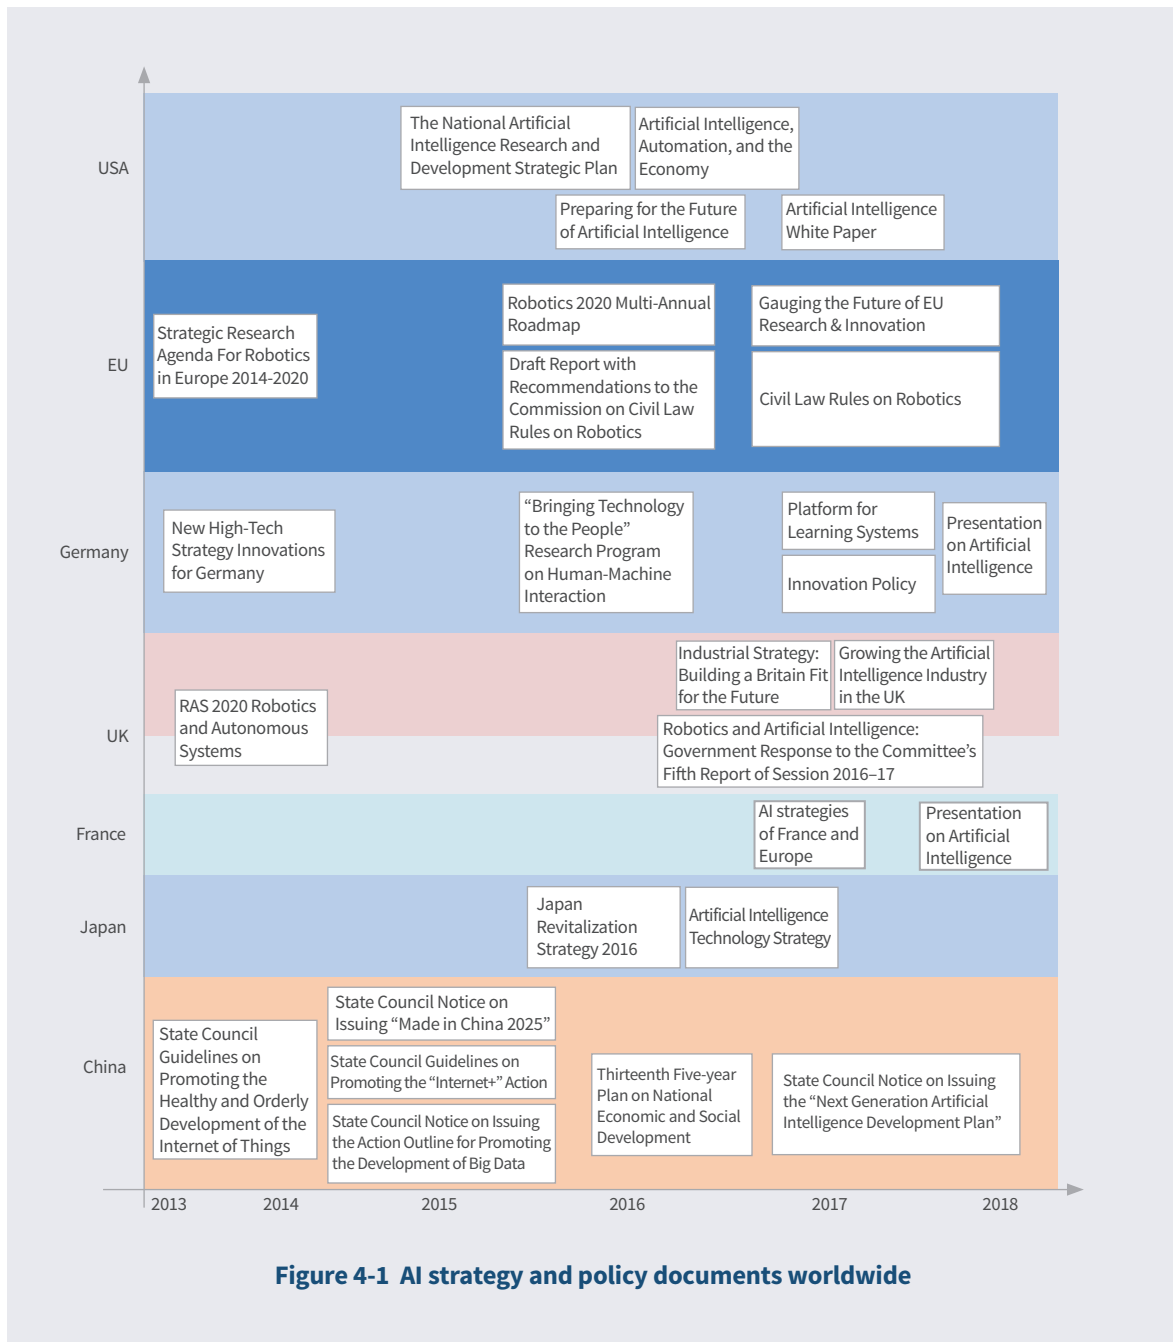 USA
The National Artificial
Intelligence Research and
Development Strategic Plan
Artificial Intelligence,
Automation, and the
Economy
Preparing for the Future
of Artificial Intelligence
Artificial Intelligence
White Paper
EU
Strategic Research
Agenda For Robotics
in Europe 2014-2020
Robotics 2020 Multi-Annual
Roadmap
Draft Report with
Recommendations to the
Commission on Civil Law
Rules on Robotics
Gauging the Future of EU
Research & Innovation
Civil Law Rules on Robotics
Germany
New High-Tech
Strategy Innovations
for Germany
“Bringing Technology
to the People”
Research Program
on Human-Machine
Interaction
Platform for
Learning Systems
Innovation Policy
Presentation
on Artificial
Intelligence
UK
RAS 2020 Robotics
and Autonomous
Systems
Industrial Strategy:
Building a Britain Fit
for the Future
Growing the Artificial
Intelligence Industry
in the UK
Robotics and Artificial Intelligence:
Government Response to the Committee’s
Fifth Report of Session 2016–17
France
AI strategies
of France and
Europe
Presentation
on Artificial
Intelligence
Japan
Japan
Revitalization
Strategy 2016
Artificial Intelligence
Technology Strategy
China
State Council
Guidelines on
Promoting the
Healthy and Orderly
Development of the
Internet of Things
State Council Notice on
Issuing “Made in China 2025”
State Council Guidelines on
Promoting the “Internet+” Action
State Council Notice on Issuing
the Action Outline for Promoting
the Development of Big Data
Thirteenth Five-year
Plan on National
Economic and Social
Development
State Council Notice on Issuing
the “Next Generation Artificial
Intelligence Development Plan”
2013 2014 2015 2016 2017 2018
Figure 4-1 AI strategy and policy documents worldwide